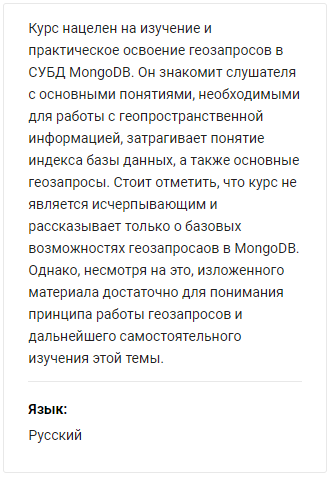 Курс нацелен на изучение и
практическое освоение геозапросов в
СУБД MongoDB. Он знакомит слушателя
с основными понятиями, необходимыми
для работы с геопространственной
информацией, затрагивает понятие
индекса базы данных, а также основные
геозапросы. Стоит отметить, что курс не
является исчерпывающим и
рассказывает только о базовых
возможностях геозапросаов в MongoDB.
Однако, несмотря на это, изложенного
материала достаточно для понимания
принципа работы геозапросов и
дальнейшего самостоятельного
изучения этой темы.
Язык:
Русский